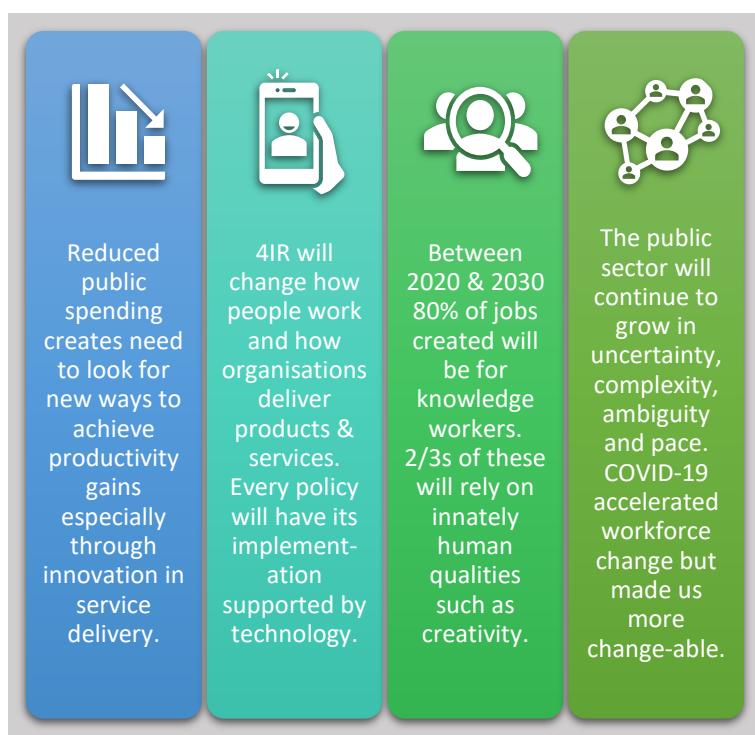 Reduced
public
spending
creates need
to look for
new ways to
achieve
productivity
gains
especially
through
innovation in
service
delivery.
4IR will
change how
people work
and how
organisations
deliver
products &
services.
Every policy
will have its
implement-
ation
supported by
technology.
Between
2020 & 2030
80% of jobs
created will
be for
knowledge
workers.
2/3s of these
will rely on
innately
human
qualities
such as
creativity.
The public
sector will
continue to
grow in
uncertainty,
complexity,
ambiguity
and pace.
COVID-19
accelerated
workforce
change but
made us
more
change-able.